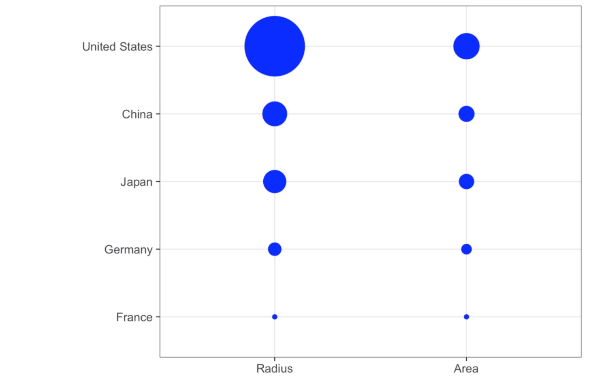 United States
China
Japan
Germany
France
Radius Area